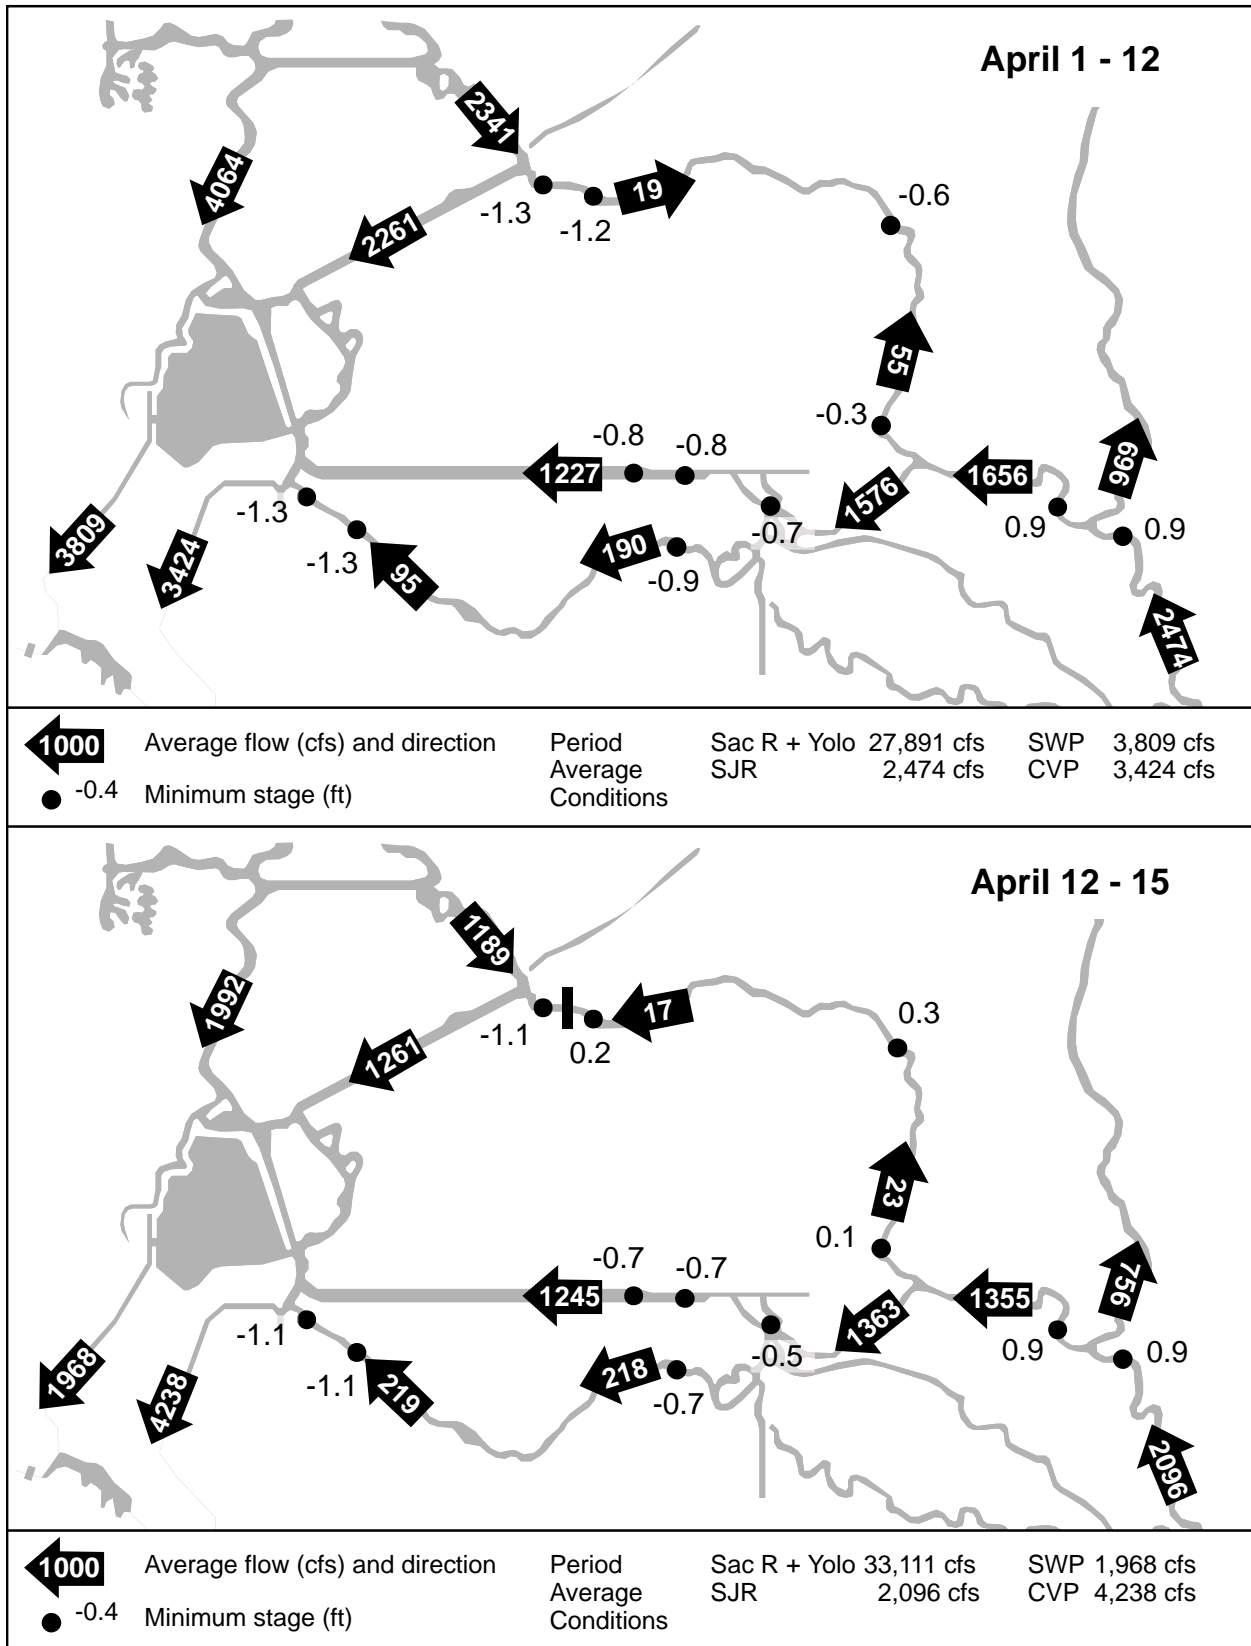 April 1 - 12
2341
4064
19
-0.6
-1.3
-1.2
2261
55
-0.3
-0.8
-0.8
1227
1576
1656
0.9
0.9
-1.3
-0.7
3809
3424
-1.3
95
190
-0.9
2474
1000 Average flow (cfs) and direction
-0.4 Minimum stage (ft)
Period
Average
Conditions
Sac R + Yolo 27,891 cfs
SJR 2,474 cfs
SWP 3,809 cfs
CVP 3,424 cfs
April 12 - 15
1189
1992
17
0.3
-1.1
0.2
1261
23
0.1
756
-0.7
-0.7
1245
1363
1355
0.9
0.9
-1.1
-0.5
1968
4238
-1.1
219
218
-0.7
2096
1000 Average flow (cfs) and direction
-0.4 Minimum stage (ft)
Period
Average
Conditions
Sac R + Yolo 33,111 cfs
SJR 2,096 cfs
SWP 1,968 cfs
CVP 4,238 cfs